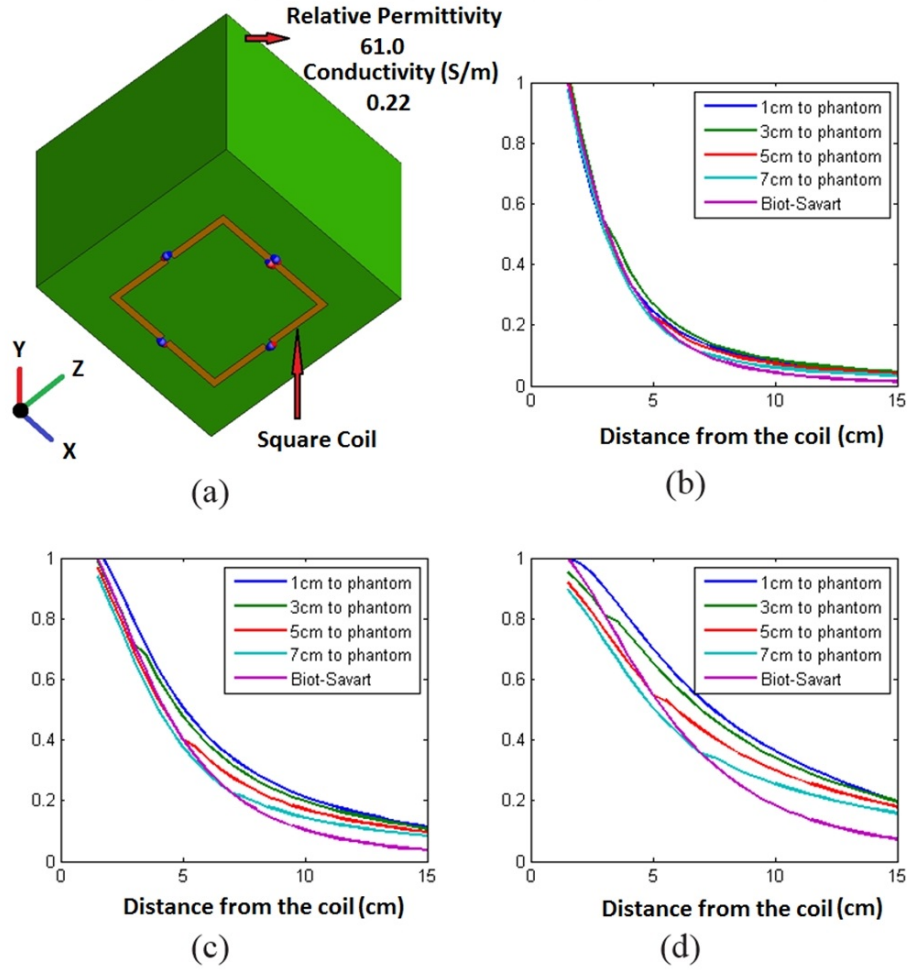 Relative Permittivity
61.0
Conductivity (S/m)
0.22
Y
Z
X
Square Coil
(a)
1
0.8
0.6
0.4
0.2
0
0
5
10
15
1cm to phantom
3cm to phantom
5cm to phantom
7cm to phantom
Biot-Savart
Distance from the coil (cm)
(b)
1
0.8
0.6
0.4
0.2
0
0
5
10
15
1cm to phantom
3cm to phantom
5cm to phantom
7cm to phantom
Biot-Savart
Distance from the coil (cm)
(c)
1
0.8
0.6
0.4
0.2
0
0
5
10
15
1cm to phantom
3cm to phantom
5cm to phantom
7cm to phantom
Biot-Savart
Distance from the coil (cm)
(d)